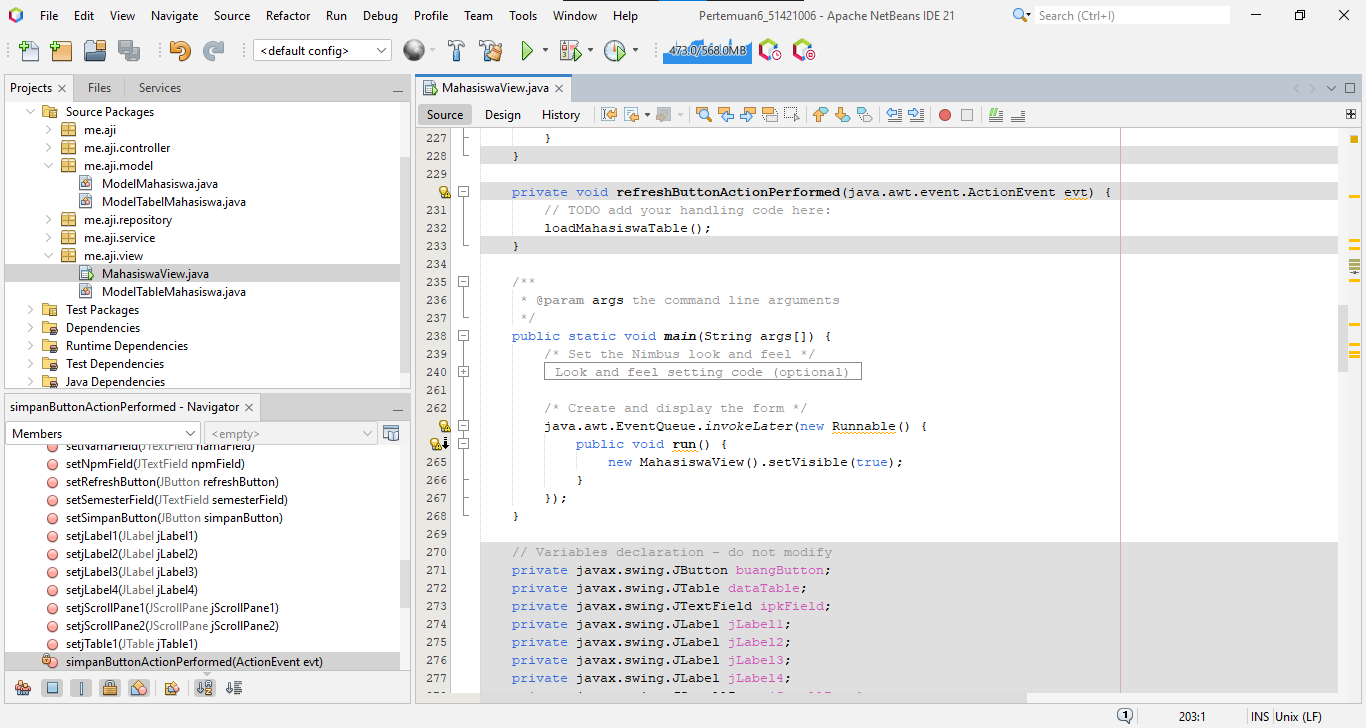 File Edit View Navigate Source Refactor Run Debug Profile Team Tools Window Help Pertemuan6_51421006 - Apache NetBeans IDE 21 Search (Ctrl+I)
<default config> 473.0/568.0MB
Projects Files Services
Source Packages
me.aji
me.aji.controller
me.aji.model
ModelMahasiswa.java
ModelTabelMahasiswa.java
me.aji.repository
me.aji.service
me.aji.view
MahasiswaView.java
ModelTableMahasiswa.java
Test Packages
Dependencies
Runtime Dependencies
Test Dependencies
Java Dependencies
simpanButtonActionPerformed - Navigator
Members <empty>
setNamaField(JTextField namaField)
setNpmField(JTextField npmField)
setRefreshButton(JButton refreshButton)
setSemesterField(JTextField semesterField)
setSimpanButton(JButton simpanButton)
setjLabel1(JLabel jLabel1)
setjLabel2(JLabel jLabel2)
setjLabel3(JLabel jLabel3)
setjLabel4(JLabel jLabel4)
setjScrollPane1(JScrollPane jScrollPane1)
setjScrollPane2(JScrollPane jScrollPane2)
setjTable1(JTable jTable1)
simpanButtonActionPerformed(ActionEvent evt)
MahasiswaView.java
Source Design History
227 }
228 }
229
private void refreshButtonActionPerformed(java.awt.event.ActionEvent evt) {
231 // TODO add your handling code here:
232 loadMahasiswaTable();
233 }
234
235 /**
236 * @param args the command line arguments
237 */
238 public static void main(String args[]) {
239 /* Set the Nimbus look and feel */
240 Look and feel setting code (optional)
261
262 /* Create and display the form */
java.awt.EventQueue.invokeLater(new Runnable() {
public void run() {
265 new MahasiswaView().setVisible(true);
266 }
267 });
268 }
269
270 // Variables declaration - do not modify
271 private javax.swing.JButton buangButton;
272 private javax.swing.JTable dataTable;
273 private javax.swing.JTextField ipkField;
274 private javax.swing.JLabel jLabel1;
275 private javax.swing.JLabel jLabel2;
276 private javax.swing.JLabel jLabel3;
277 private javax.swing.JLabel jLabel4;
1 203:1 INS Unix (LF)